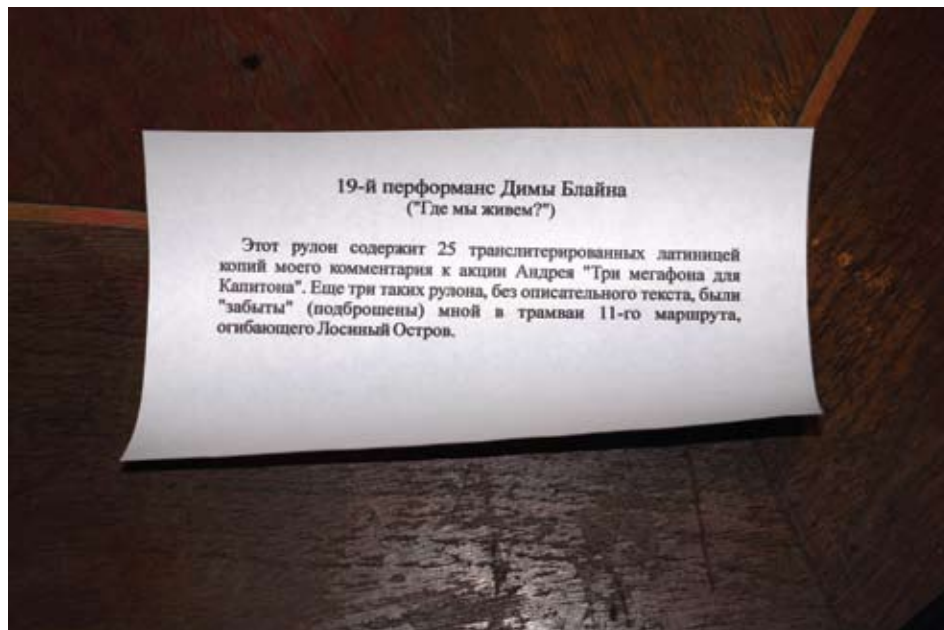 19-й перформанс Димы Блайна
("Где мы живем?")
Этот рулон содержит 25 транслитерированных латиницей
копий моего комментария к акции Андрея "Три мегафона для
Капитона". Еще три таких рулона, без описательного текста, были
"забыты" (подброшены) мной в трамваи 11-го маршрута,
огибающего Лосиный Остров.